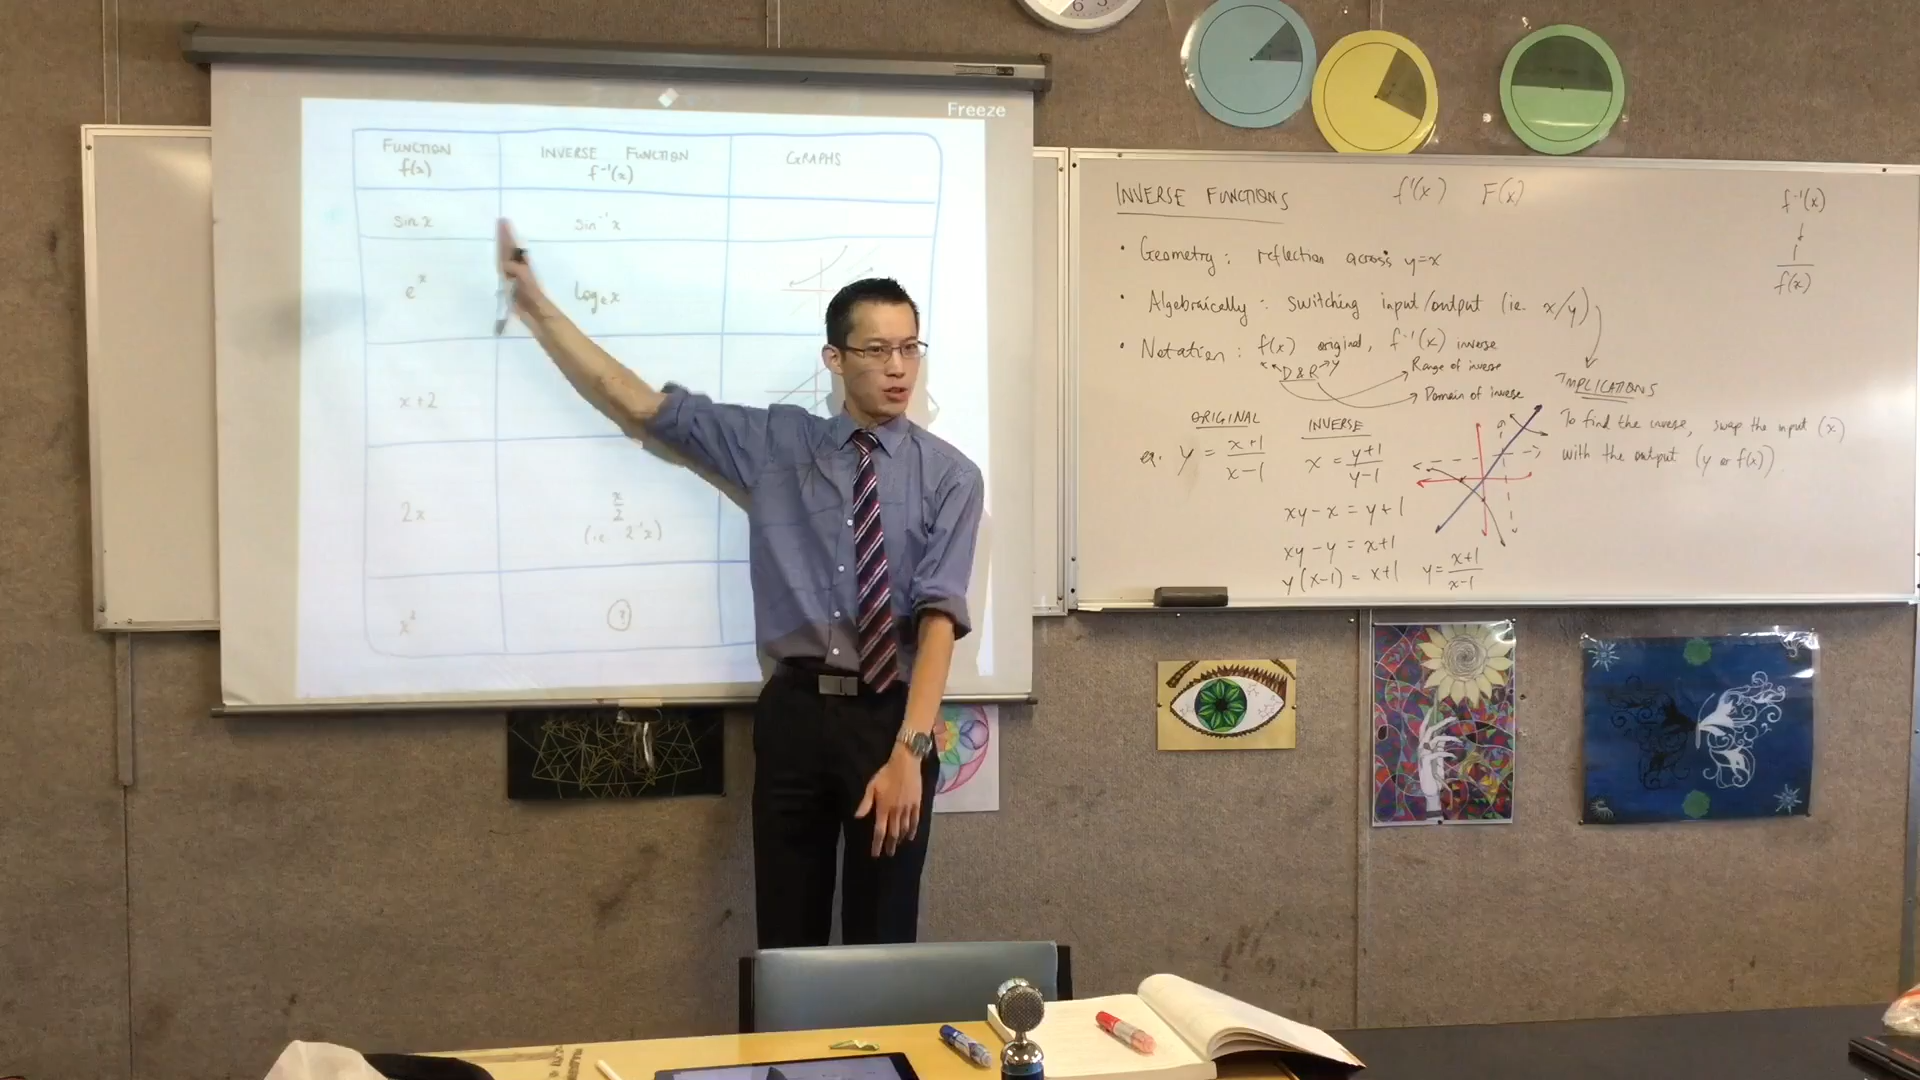 Freeze
FUNCTION
f(x)
INVERSE FUNCTION
f⁻¹(x)
GRAPHS
sin x
sin⁻¹ x
eˣ
logₑx
x + 2
2x
x/2
(ie 2⁻¹x)
x²
?
INVERSE FUNCTIONS
f'(x) F(x)
• Geometry: reflection across y=x
• Algebraically: switching input/output (ie. x/y)
• Notation: f(x) original, f⁻¹(x) inverse
x D & R y
Range of inverse
Domain of inverse
ORIGINAL
INVERSE
ex. y = x+1/x-1
x = y+1/y-1
xy - x = y+1
xy - y = x+1
y(x-1) = x+1 y = x+1/x-1
IMPLICATIONS
To find the inverse, swap the input (x)
with the output (y or f(x))
f⁻¹(x)
↓
1/f(x)